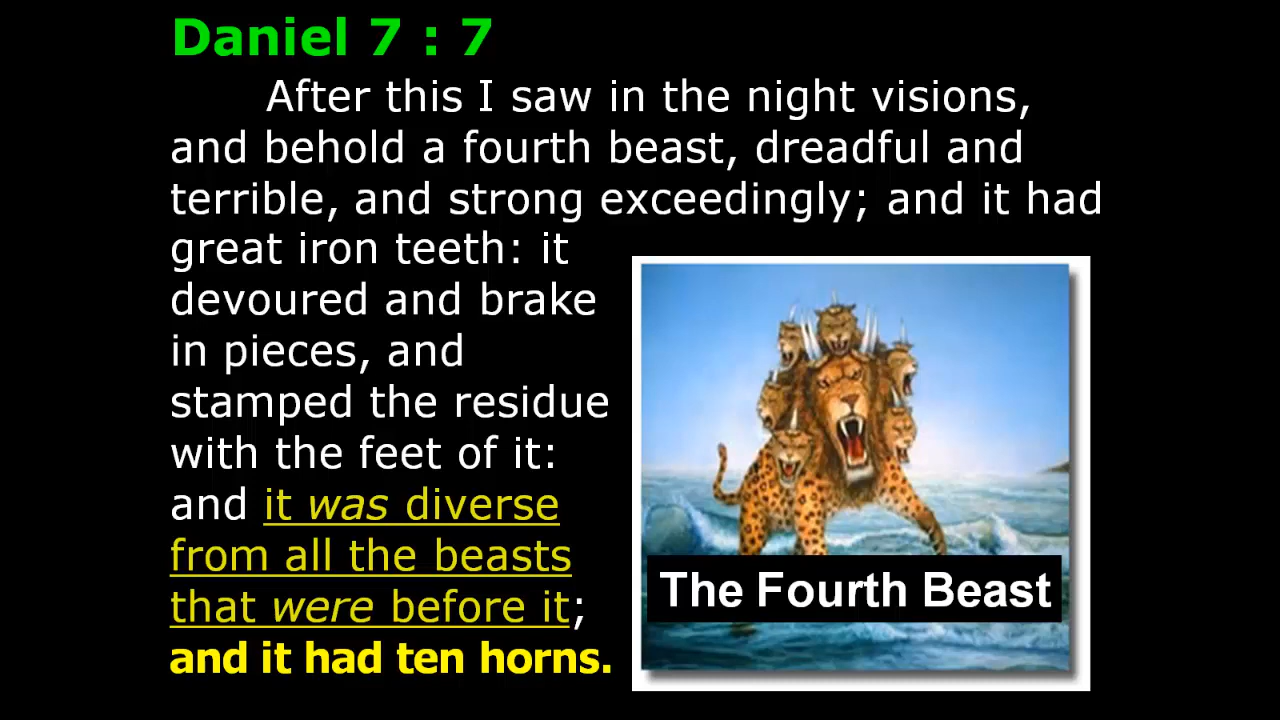 Daniel 7 : 7
After this I saw in the night visions,
and behold a fourth beast, dreadful and
terrible, and strong exceedingly; and it had
great iron teeth: it
devoured and brake
in pieces, and
stamped the residue
with the feet of it:
and it was diverse
from all the beasts
that were before it;
and it had ten horns.
The Fourth Beast